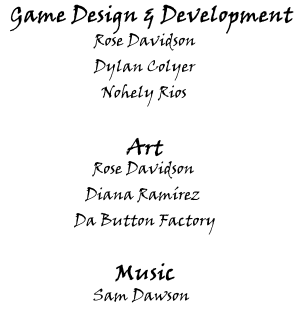 Game Design & Development
Rose Davidson
Dylan Colyer
Nohely Rios
Art
Rose Davidson
Diana Ramírez
Da Button Factory
Music
Sam Dawson